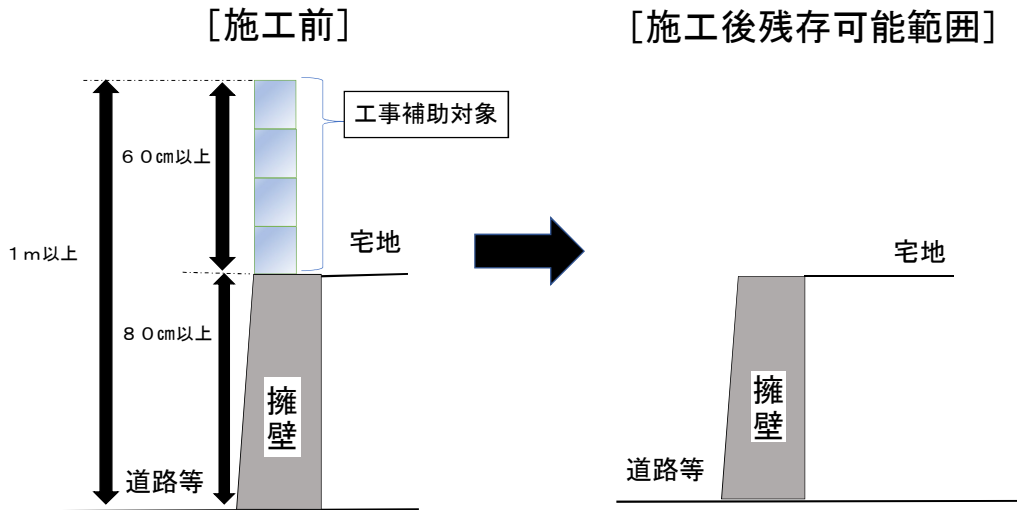 [施工前]
[施工後残存可能範囲]
工事補助対象
６０㎝以上
1ｍ以上
宅地
８０㎝以上
擁壁
道路等
宅地
擁壁
道路等